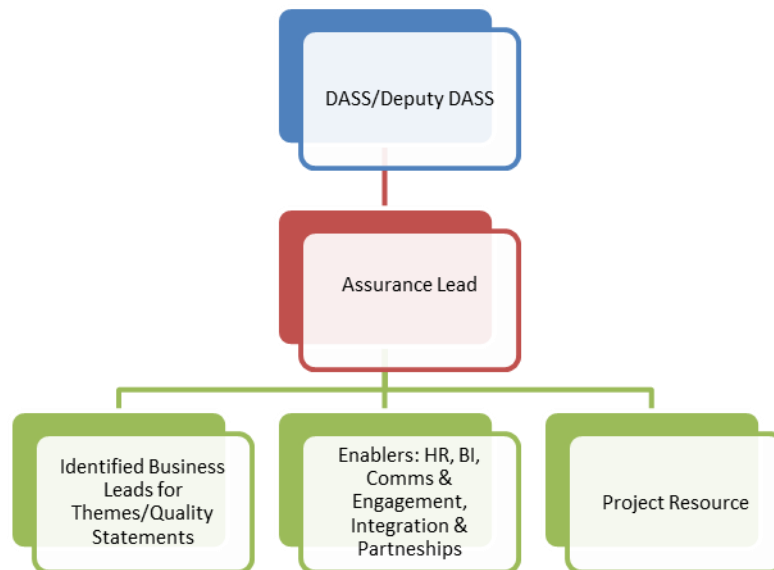 DASS/Deputy DASS
Assurance Lead
Identified Business
Leads for
Themes/Quality
Statements
Enablers: HR, BI,
Comms &
Engagement,
Integration &
Partneships
Project Resource